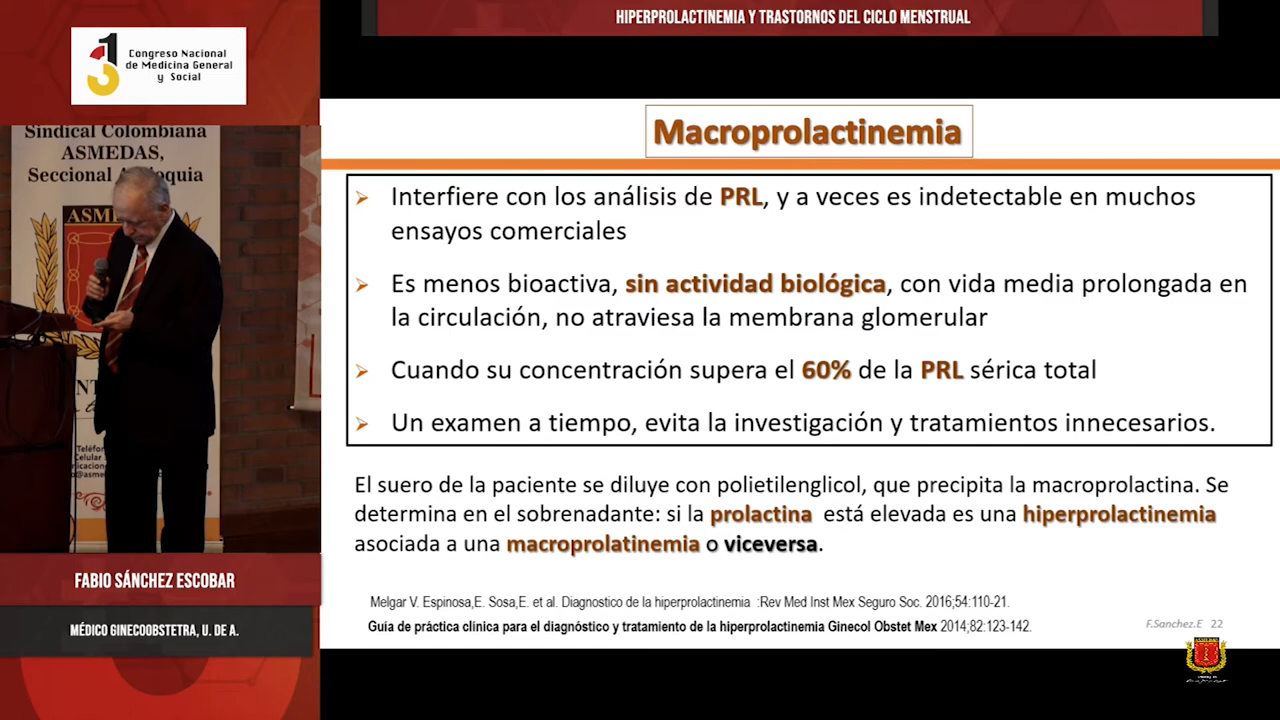 HIPERPROLACTINEMIA Y TRASTORNOS DEL CICLO MENSTRUAL
Congreso Nacional
de Medicina General
y Social
Sindical Colombiana
ASMEDAS,
Seccional
Macroprolactinemia
Interfiere con los análisis de PRL, y a veces es indetectable en muchos
ensayos comerciales
Es menos bioactiva, sin actividad biológica, con vida media prolongada en
la circulación, no atraviesa la membrana glomerular
Cuando su concentración supera el 60% de la PRL sérica total
Un examen a tiempo, evita la investigación y tratamientos innecesarios.
El suero de la paciente se diluye con polietilenglicol, que precipita la macroprolactina. Se
determina en el sobrenadante: si la prolactina está elevada es una hiperprolactinemia
asociada a una macroprolatinemia o viceversa.
Melgar V. Espinosa,E. Sosa,E. et al. Diagnostico de la hiperprolactinemia :Rev Med Inst Mex Seguro Soc. 2016;54:110-21.
Guía de práctica clínica para el diagnóstico y tratamiento de la hiperprolactinemia Ginecol Obstet Mex 2014;82:123-142.
F.Sanchez.E 22
FABIO SÁNCHEZ ESCOBAR
MÉDICO GINECOOBSTETRA, U. DE A.